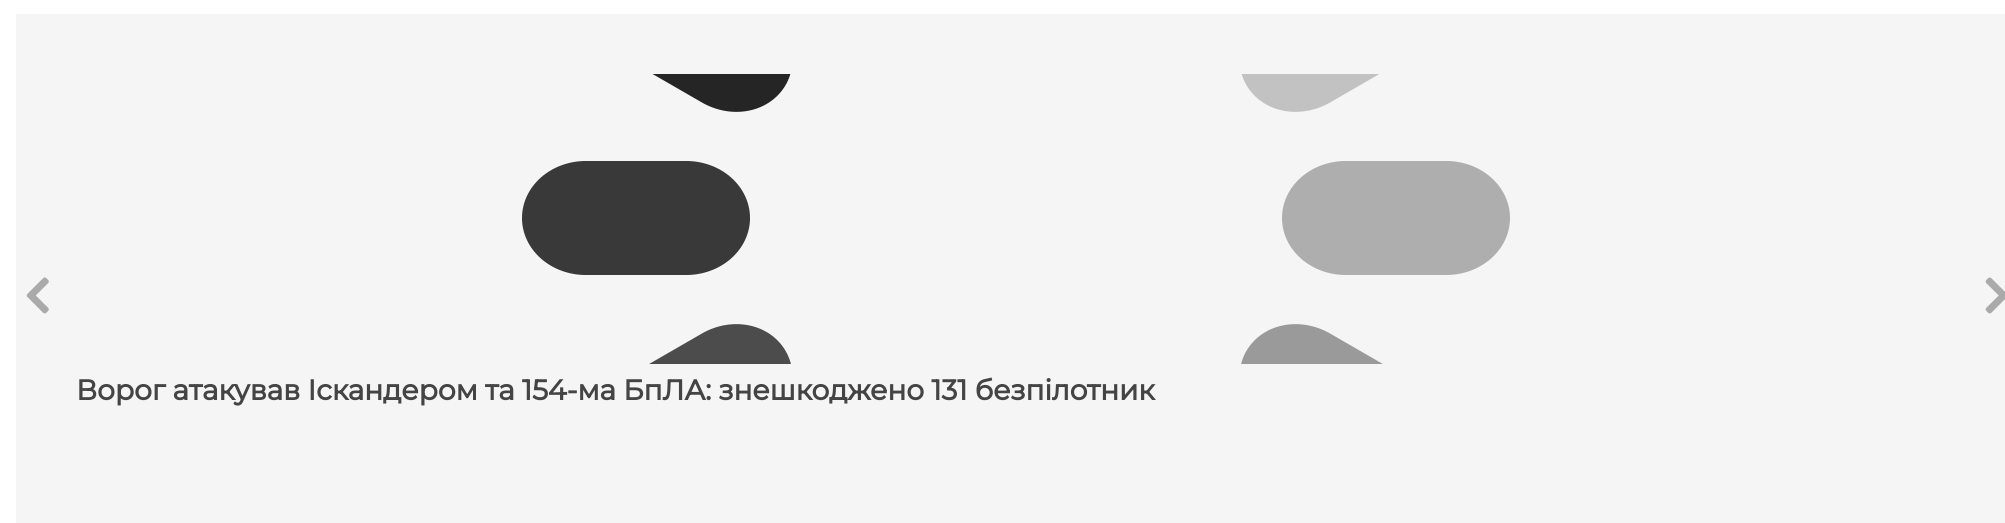 Ворог атакував Іскандером та 154-ма БпЛА: знешкоджено 131 безпілотник